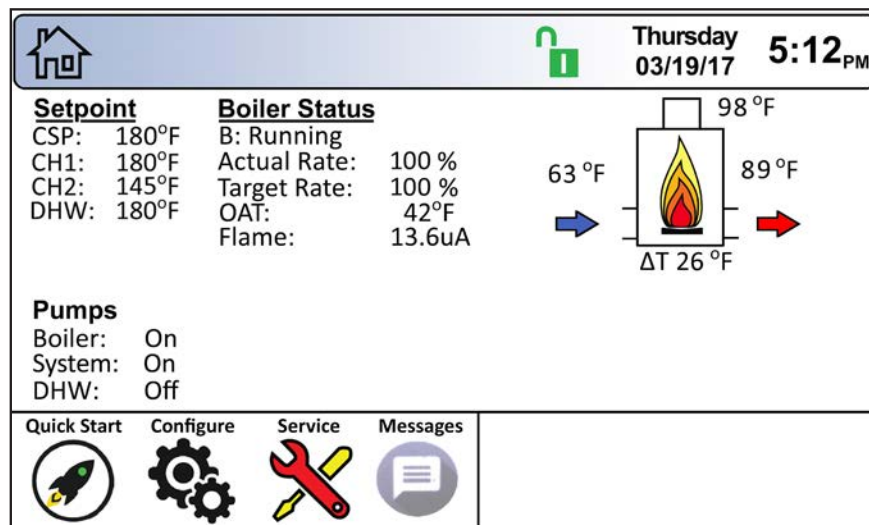 Thursday
03/19/17
5:12PM
Setpoint
CSP: 180°F
CH1: 180°F
CH2: 145°F
DHW: 180°F
Boiler Status
B: Running
Actual Rate: 100 %
Target Rate: 100 %
OAT: 42°F
Flame: 13.6uA
98 °F
63 °F
89 °F
ΔT 26 °F
Pumps
Boiler: On
System: On
DHW: Off
Quick Start
Configure
Service
Messages